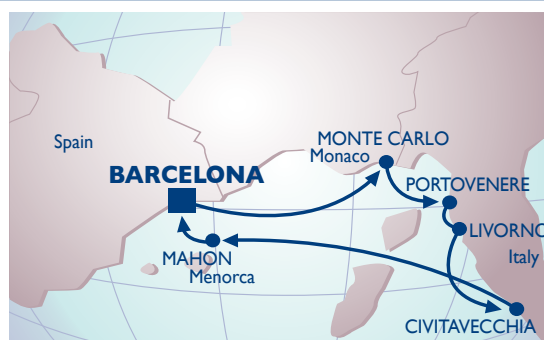 Spain
BARCELONA
MONTE CARLO
Monaco
PORTOVENERE
LIVORNO
Italy
CIVITAVECCHIA
MAHON
Menorca